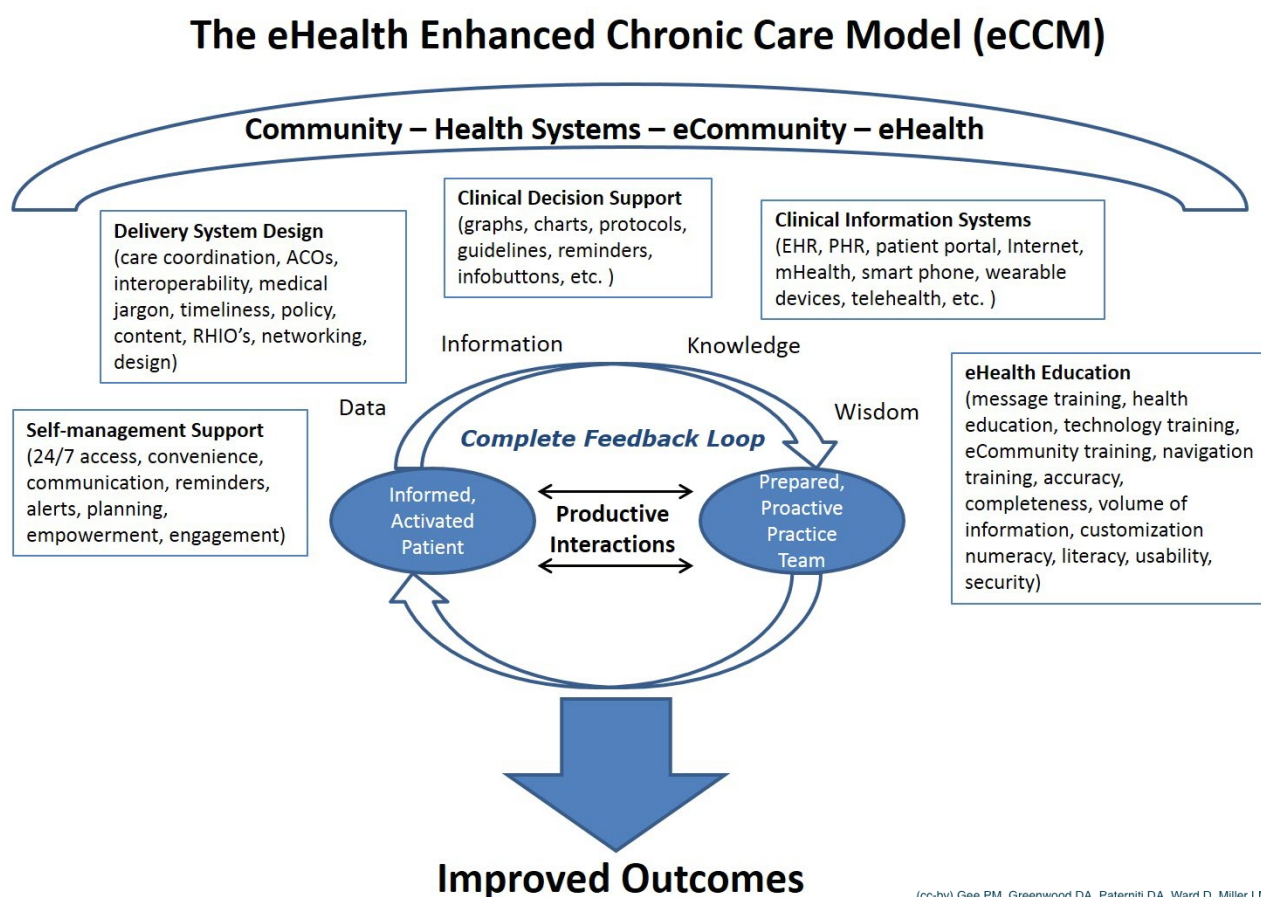 The eHealth Enhanced Chronic Care Model (eCCM)
Community – Health Systems – eCommunity – eHealth
Clinical Decision Support
(graphs, charts, protocols,
guidelines, reminders,
infobuttons, etc. )
Clinical Information Systems
(EHR, PHR, patient portal, Internet,
mHealth, smart phone, wearable
devices, telehealth, etc. )
Delivery System Design
(care coordination, ACOs,
interoperability, medical
jargon, timeliness, policy,
content, RHIO’s, networking,
design)
Information
Knowledge
Data
Wisdom
eHealth Education
(message training, health
education, technology training,
eCommunity training, navigation
training, accuracy,
completeness, volume of
information, customization
numeracy, literacy, usability,
security)
Self-management Support
(24/7 access, convenience,
communication, reminders,
alerts, planning,
empowerment, engagement)
Complete Feedback Loop
Informed,
Activated
Patient
Productive
Interactions
Prepared,
Proactive
Practice
Team
Improved Outcomes
(cc-by) Gee PM, Greenwood DA, Paterniti DA, Ward D, Miller